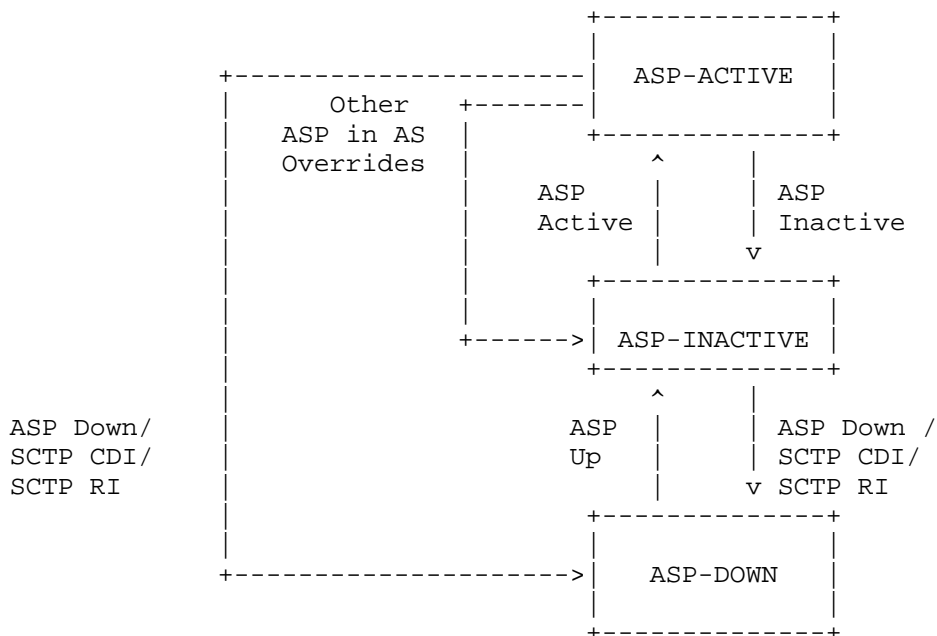 ASP-ACTIVE
Other
ASP in AS
Overrides
ASP
Active
ASP
Inactive
ASP-INACTIVE
ASP Down/
SCTP CDI/
SCTP RI
ASP
Up
ASP Down /
SCTP CDI/
SCTP RI
ASP-DOWN